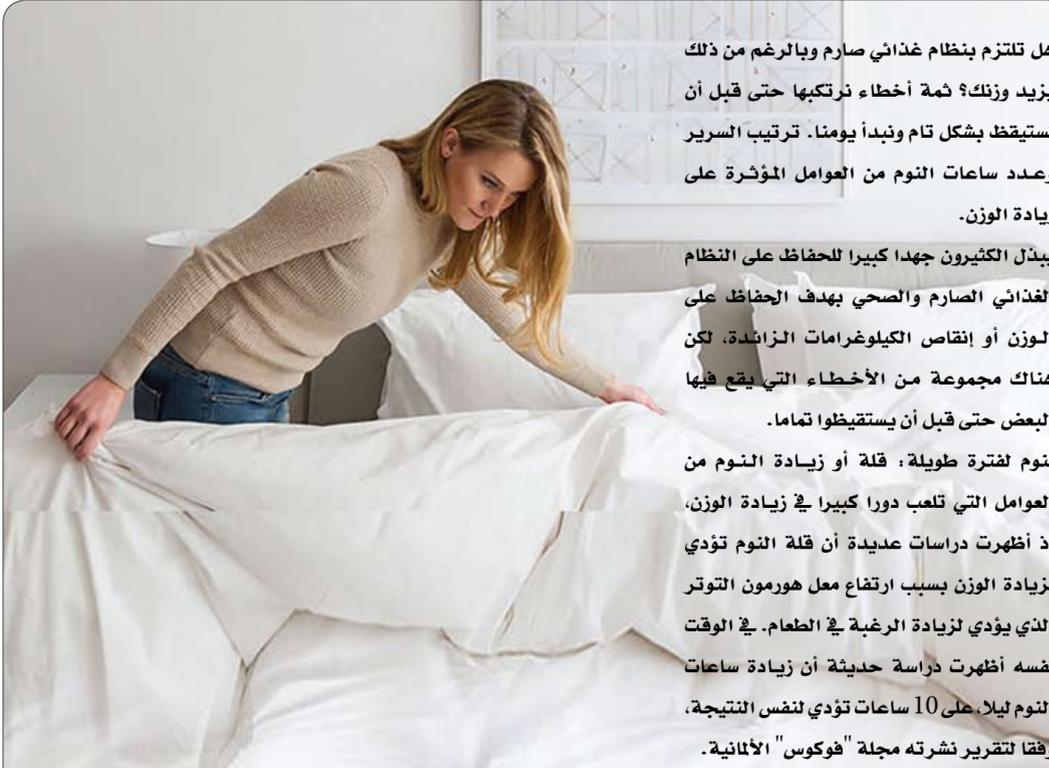 هل تلتزم بنظام غذائي صارم وبالرغم من ذلك
يزيد وزنك؟ ثمة أخطاء نرتكبها حتى قبل أن
نستيقظ بشكل تام ونبدأ يومنا. ترتيب السرير
وعدد ساعات النوم من العوامل المؤثرة على
زيادة الوزن.
يبذل الكثيرون جهدا كبيرا للحفاظ على النظام
الغذائي الصارم والصحي بهدف الحفاظ على
الوزن أو إنقاص الكيلوغرامات الزائدة، لكن
هناك مجموعة من الأخطاء التي يقع فيها
البعض حتى قبل أن يستقيظوا تماما.
النوم لفترة طويلة: قلة أو زيادة النوم من
العوامل التي تلعب دورا كبيرا في زيادة الوزن،
إذ أظهرت دراسات عديدة أن قلة النوم تؤدي
لزيادة الوزن بسبب ارتفاع معل هورمون التوتر
الذي يؤدي لزيادة الرغبة في الطعام. في الوقت
نفسه أظهرت دراسة حديثة أن زيادة ساعات
النوم ليلا، على 10 ساعات تؤدي لنفس النتيجة،
وفقا لتقرير نشرته مجلة "فوكوس" الألمانية.